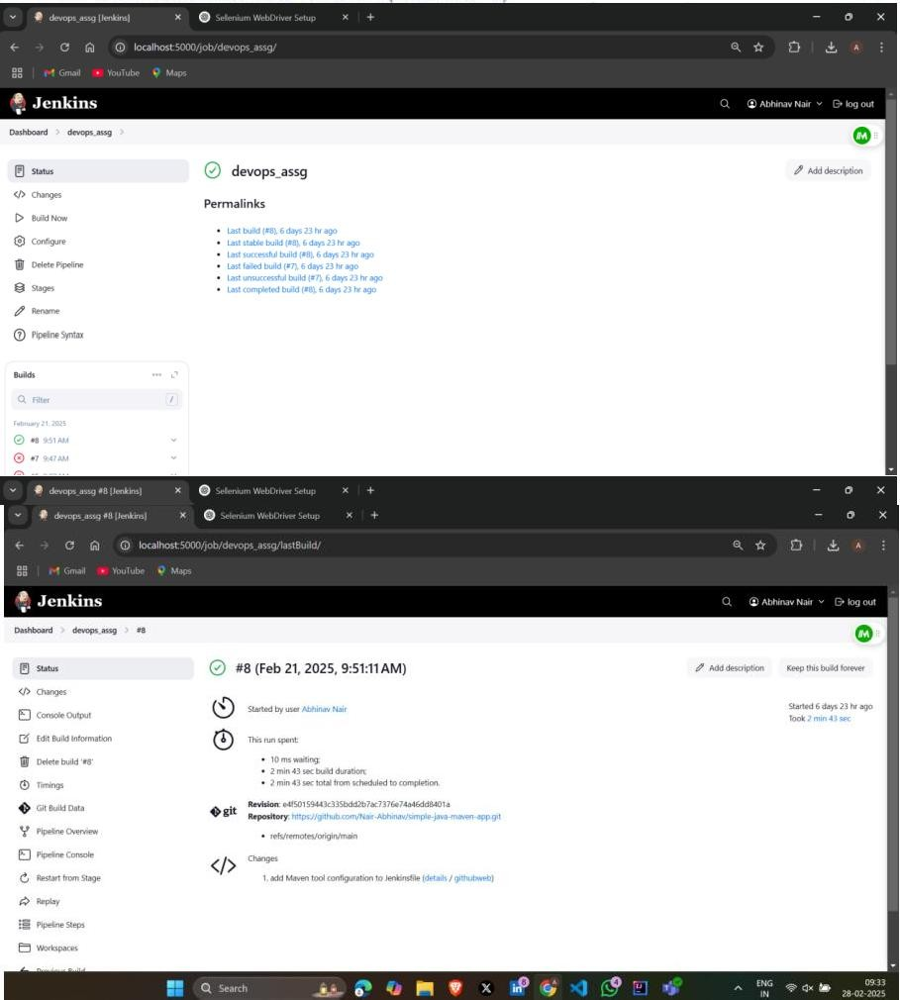 devops_assg [Jenkins]
Selenium WebDriver Setup
localhost:5000/job/devops_assg/
A
Gmail YouTube Maps
Jenkins
Abhinav Nair log out
Dashboard > devops_assg >
Status
Changes
Build Now
Configure
Delete Pipeline
Stages
Rename
Pipeline Syntax
Builds
Filter /
February 21, 2025
#8 9:51 AM
#7 9:47 AM
devops_assg
Add description
Permalinks
Last build (#8), 6 days 23 hr ago
Last stable build (#8), 6 days 23 hr ago
Last successful build (#8), 6 days 23 hr ago
Last failed build (#7), 6 days 23 hr ago
Last unsuccessful build (#7), 6 days 23 hr ago
Last completed build (#8), 6 days 23 hr ago
devops_assg #8 [Jenkins]
Selenium WebDriver Setup
devops_assg #8 [Jenkins]
Selenium WebDriver Setup
localhost:5000/job/devops_assg/lastBuild/
A
Gmail YouTube Maps
Jenkins
Abhinav Nair log out
Dashboard > devops_assg > #8
Status
Changes
Console Output
Edit Build Information
Delete build '#8'
Timings
Git Build Data
Pipeline Overview
Pipeline Console
Restart from Stage
Replay
Pipeline Steps
Workspaces
Previous Build
#8 (Feb 21, 2025, 9:51:11 AM)
Add description
Keep this build forever
Started 6 days 23 hr ago
Took 2 min 43 sec
Started by user Abhinav Nair
This run spent:
10 ms waiting;
2 min 43 sec build duration;
2 min 43 sec total from scheduled to completion.
git
Revision: e4f50159443c335bdd2b7ac7376e74a46dd8401a
Repository: https://github.com/Nair-Abhinav/simple-java-maven-app.git
refs/remotes/origin/main
Changes
1. add Maven tool configuration to Jenkinsfile (details / githubweb)
Search
ENG
IN
09:33
28-02-2025